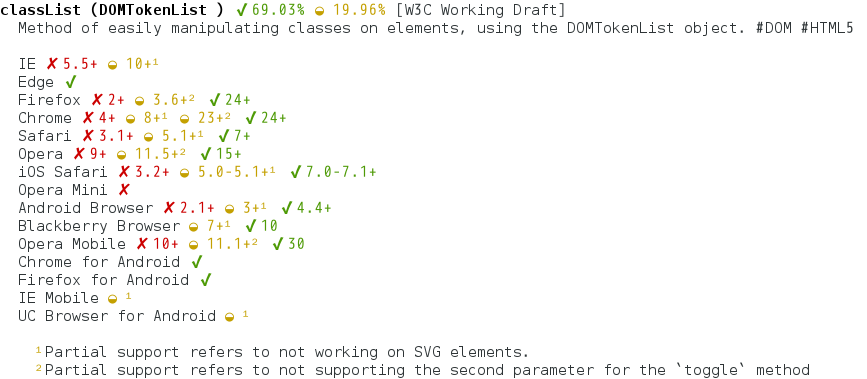 classList (DOMTokenList ) ✔69.03% ◒ 19.96% [W3C Working Draft]
Method of easily manipulating classes on elements, using the DOMTokenList object. #DOM #HTML5
IE ✘5.5+ ◒ 10+¹
Edge ✔
Firefox ✘2+ ◒ 3.6+² ✔24+
Chrome ✘4+ ◒ 8+¹ ◒ 23+² ✔24+
Safari ✘3.1+ ◒ 5.1+¹ ✔7+
Opera ✘9+ ◒ 11.5+² ✔15+
iOS Safari ✘3.2+ ◒ 5.0-5.1+¹ ✔7.0-7.1+
Opera Mini ✘
Android Browser ✘2.1+ ◒ 3+¹ ✔4.4+
Blackberry Browser ◒ 7+¹ ✔10
Opera Mobile ✘10+ ◒ 11.1+² ✔30
Chrome for Android ✔
Firefox for Android ✔
IE Mobile ◒ ¹
UC Browser for Android ◒ ¹
¹Partial support refers to not working on SVG elements.
²Partial support refers to not supporting the second parameter for the `toggle` method